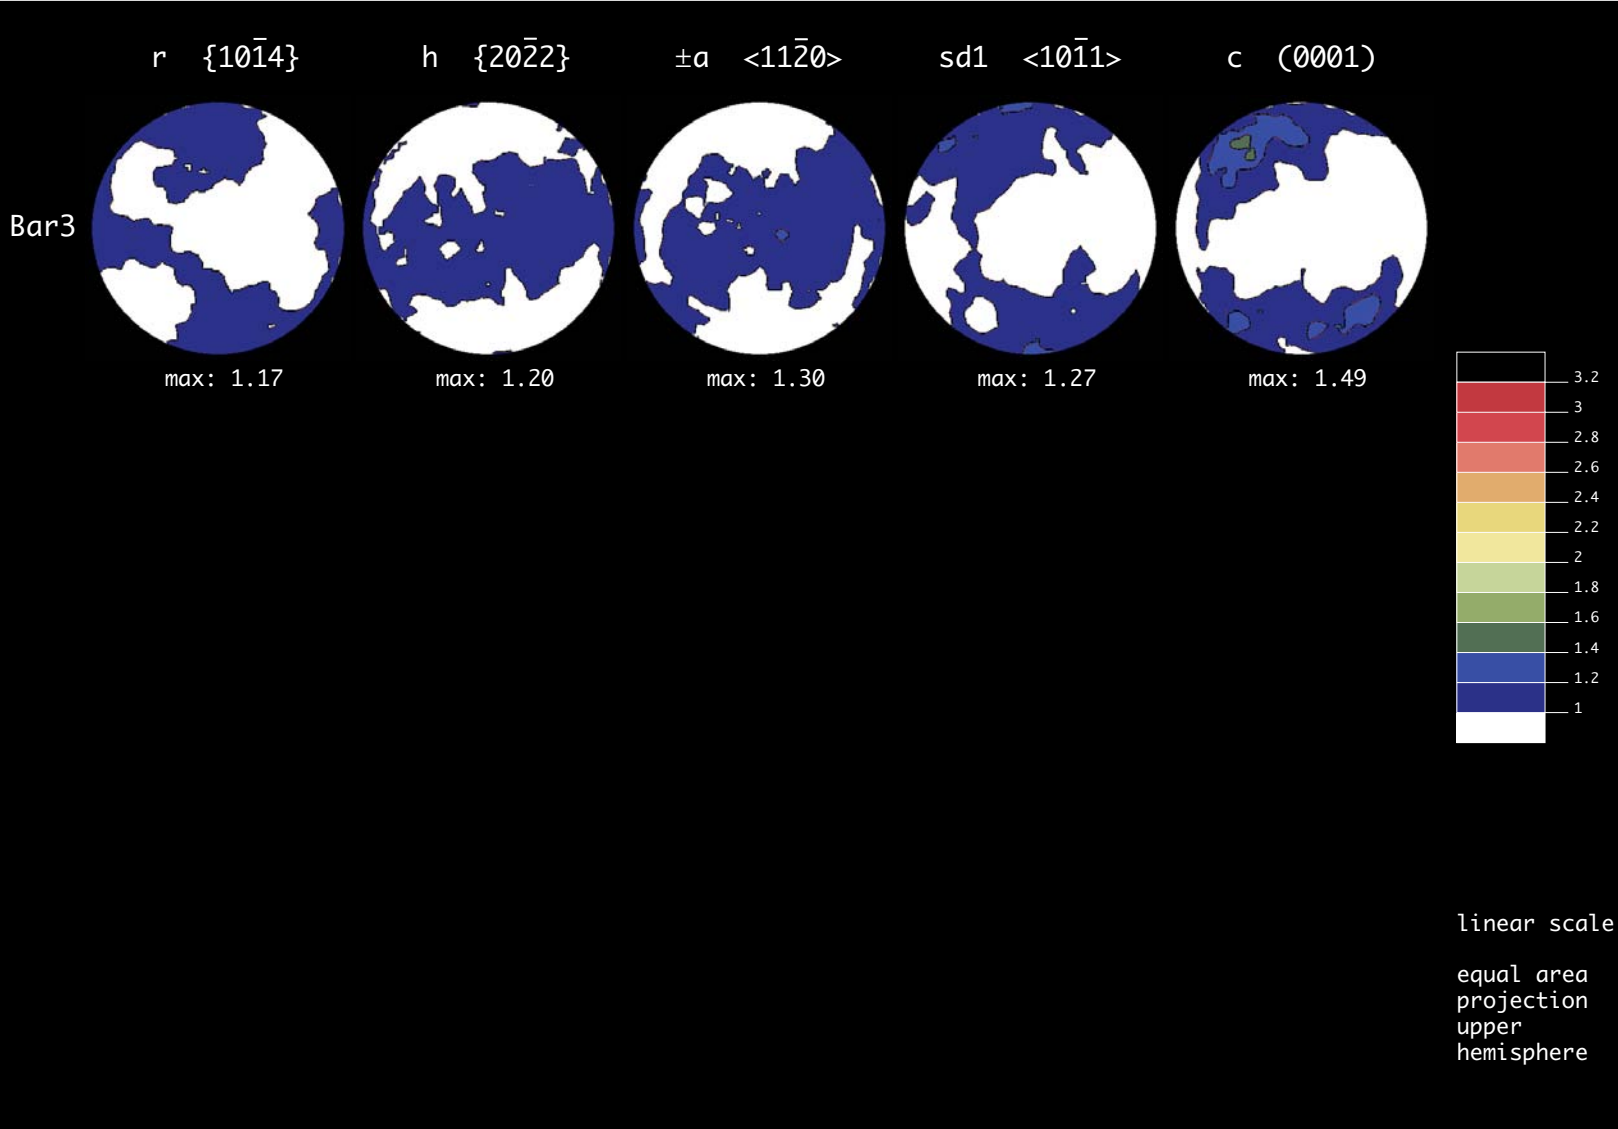 r {101̄4} h {202̄2} ±a <112̄0> sd1 <101̄1> c (0001)
Bar3
max: 1.17 max: 1.20 max: 1.30 max: 1.27 max: 1.49
3.2
3
2.8
2.6
2.4
2.2
2
1.8
1.6
1.4
1.2
1
linear scale
equal area
projection
upper
hemisphere